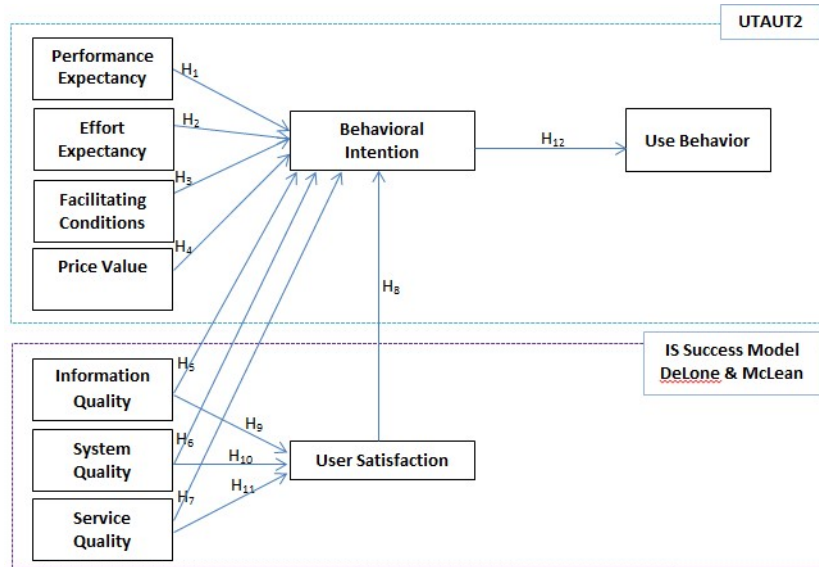 UTAUT2
Performance
Expectancy
H1
Effort
Expectancy
H2
Behavioral
Intention
H12
Use Behavior
Facilitating
Conditions
H3
Price Value
H4
H8
IS Success Model
DeLone & McLean
Information
Quality
H5
H9
System
Quality
H6
H10
User Satisfaction
H11
Service
Quality
H7